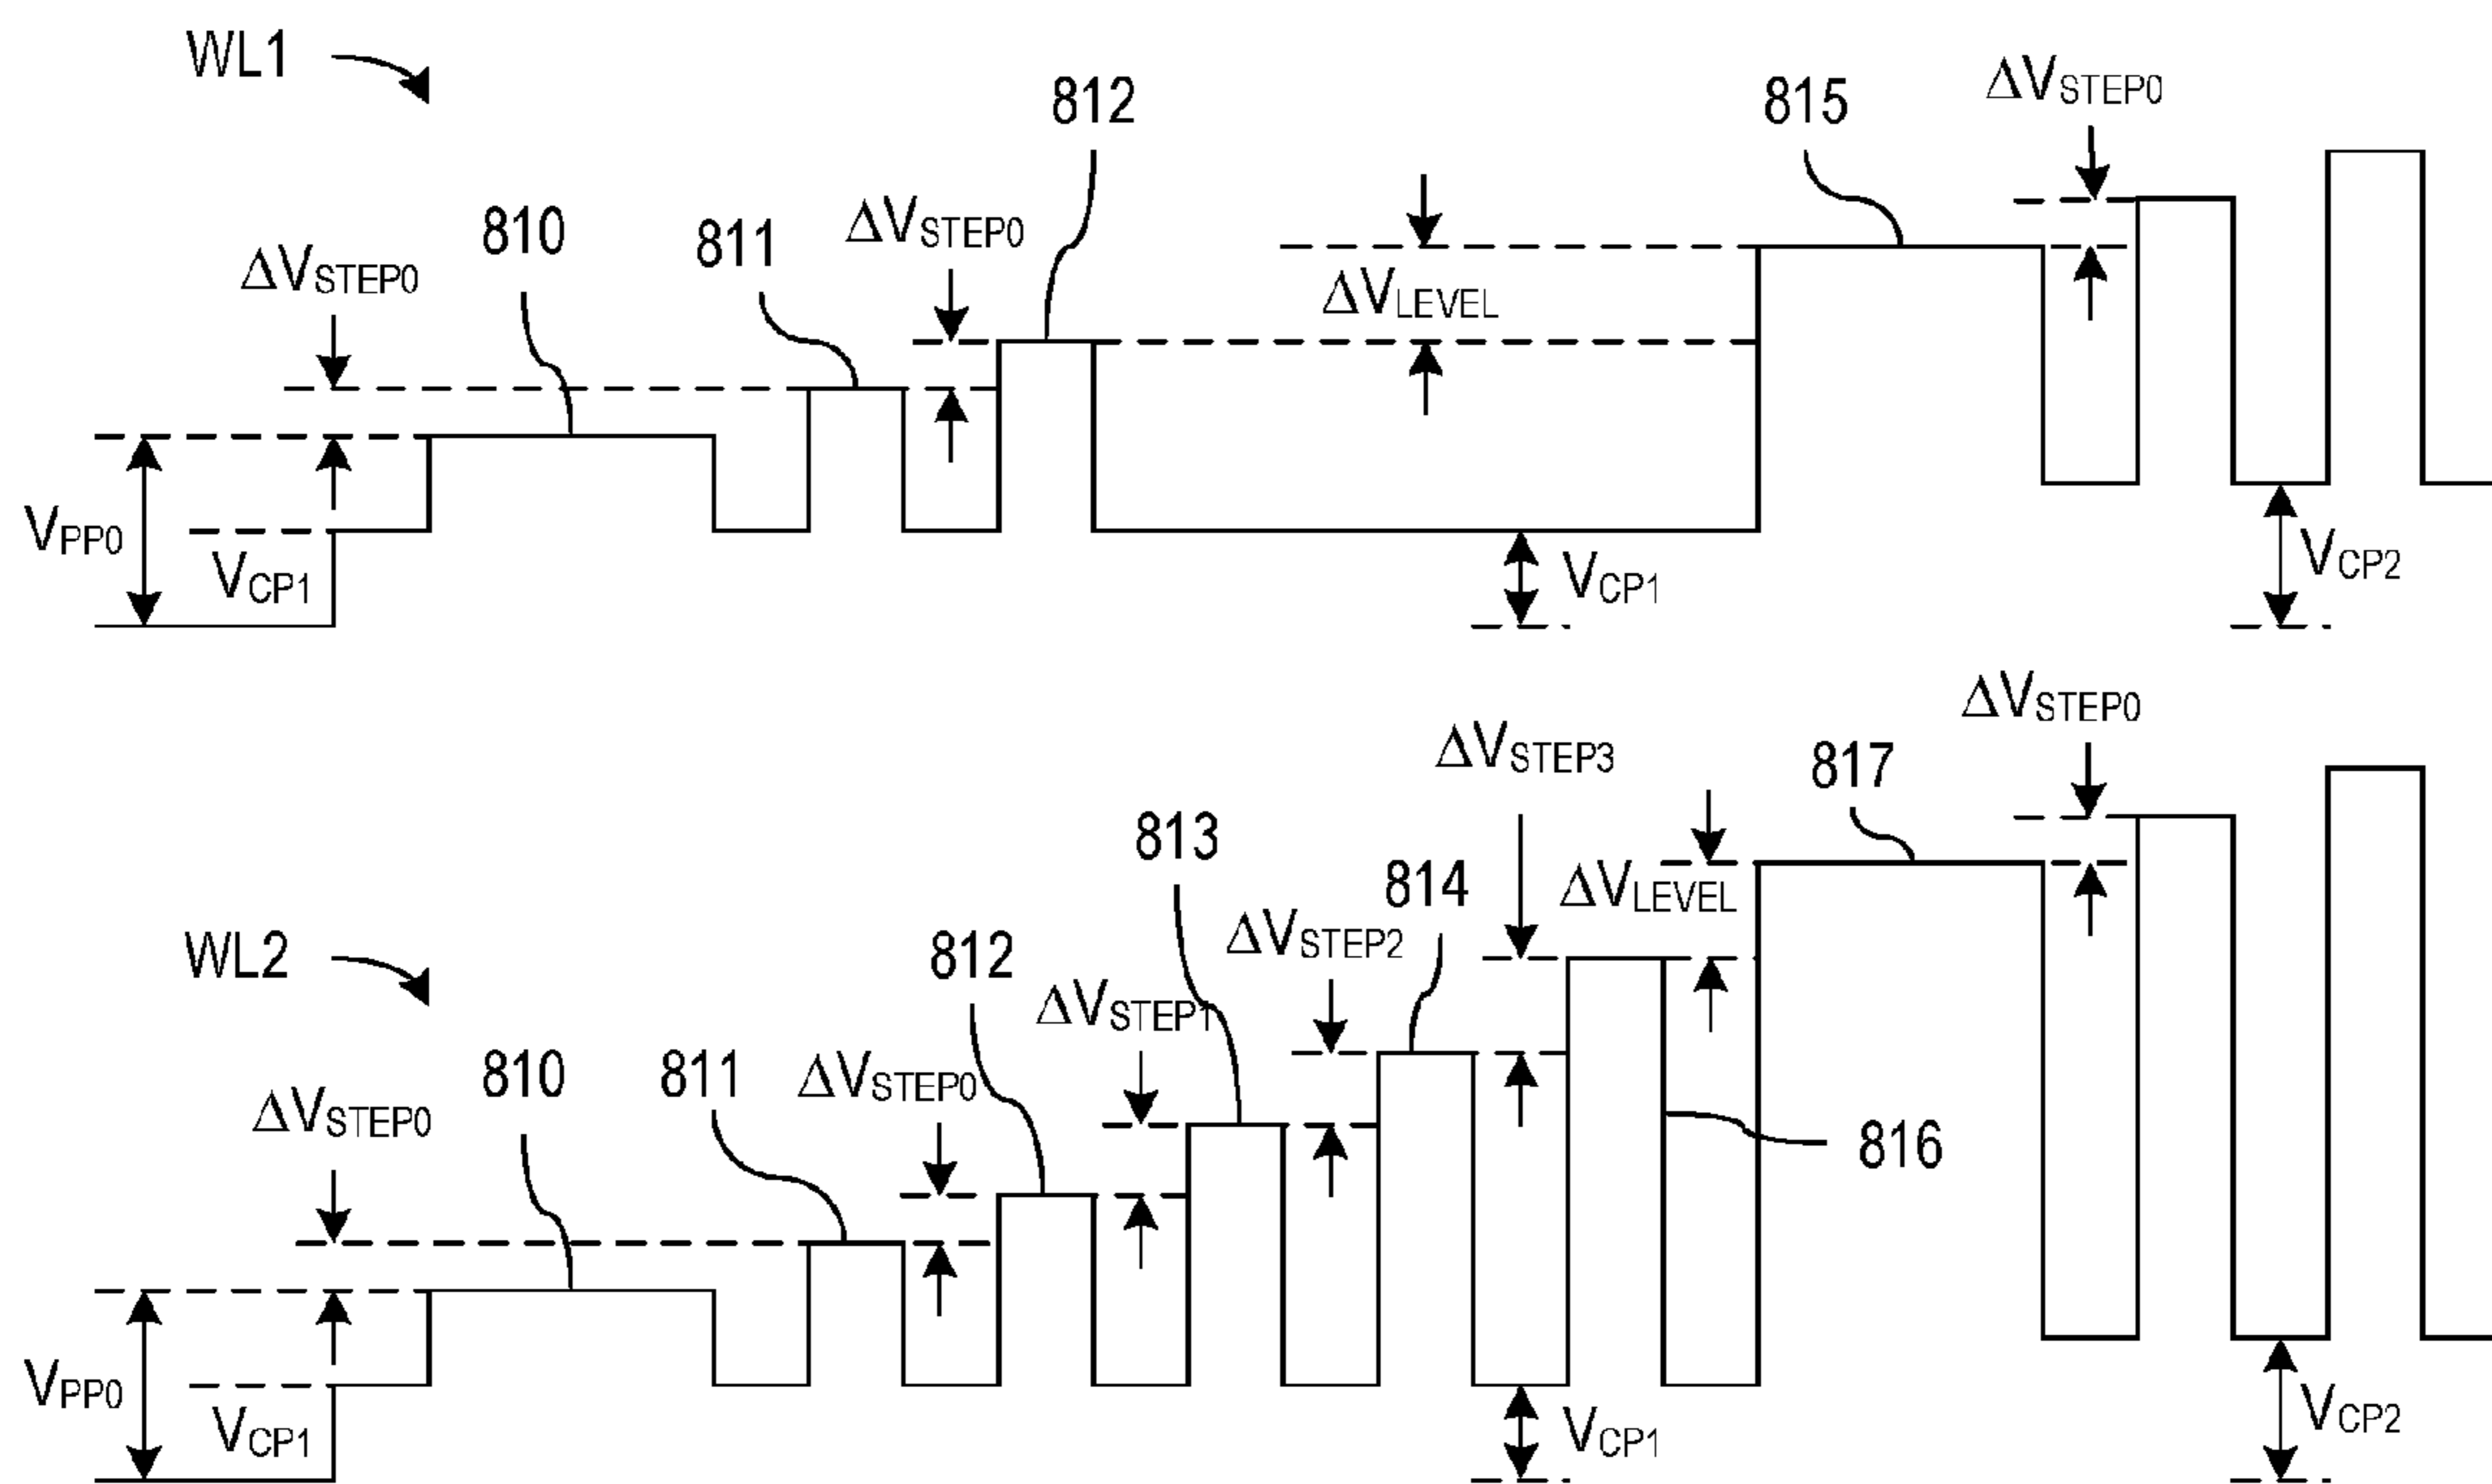 WL1
812
815
ΔVSTEP0
810
811
ΔVSTEP0
ΔVSTEP0
ΔVLEVEL
VPP0
VCP1
VCP1
VCP2
ΔVSTEP0
ΔVSTEP3
817
813
814
ΔVLEVEL
WL2
812
ΔVSTEP2
ΔVSTEP1
810
811
ΔVSTEP0
ΔVSTEP0
816
VPP0
VCP1
VCP1
VCP2